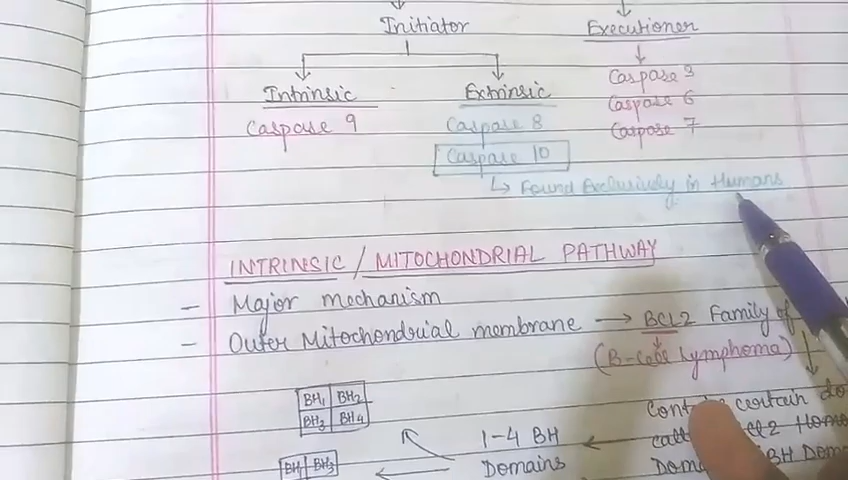 Initiator
Executioner
Intrinsic
Extrinsic
Caspase 3
Caspase 9
Caspase 8
Caspase 6
Caspase 10
Caspase 7
↳ Found Exclusively in Humans
INTRINSIC / MITOCHONDRIAL PATHWAY
- Major mechanism
- Outer Mitochondrial membrane → BCL2 Family of
(B-Cell Lymphoma)
BH1 BH2
BH3 BH4
contain
1-4 BH
BCL2
Domains
BH1 BH3